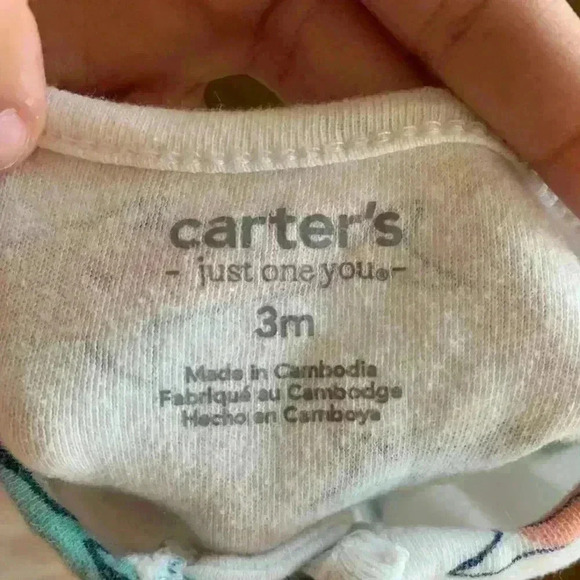 carter's
- just one you® -
3m
Made in Cambodia
Fabriqué au Cambodge
Hecho en Camboya